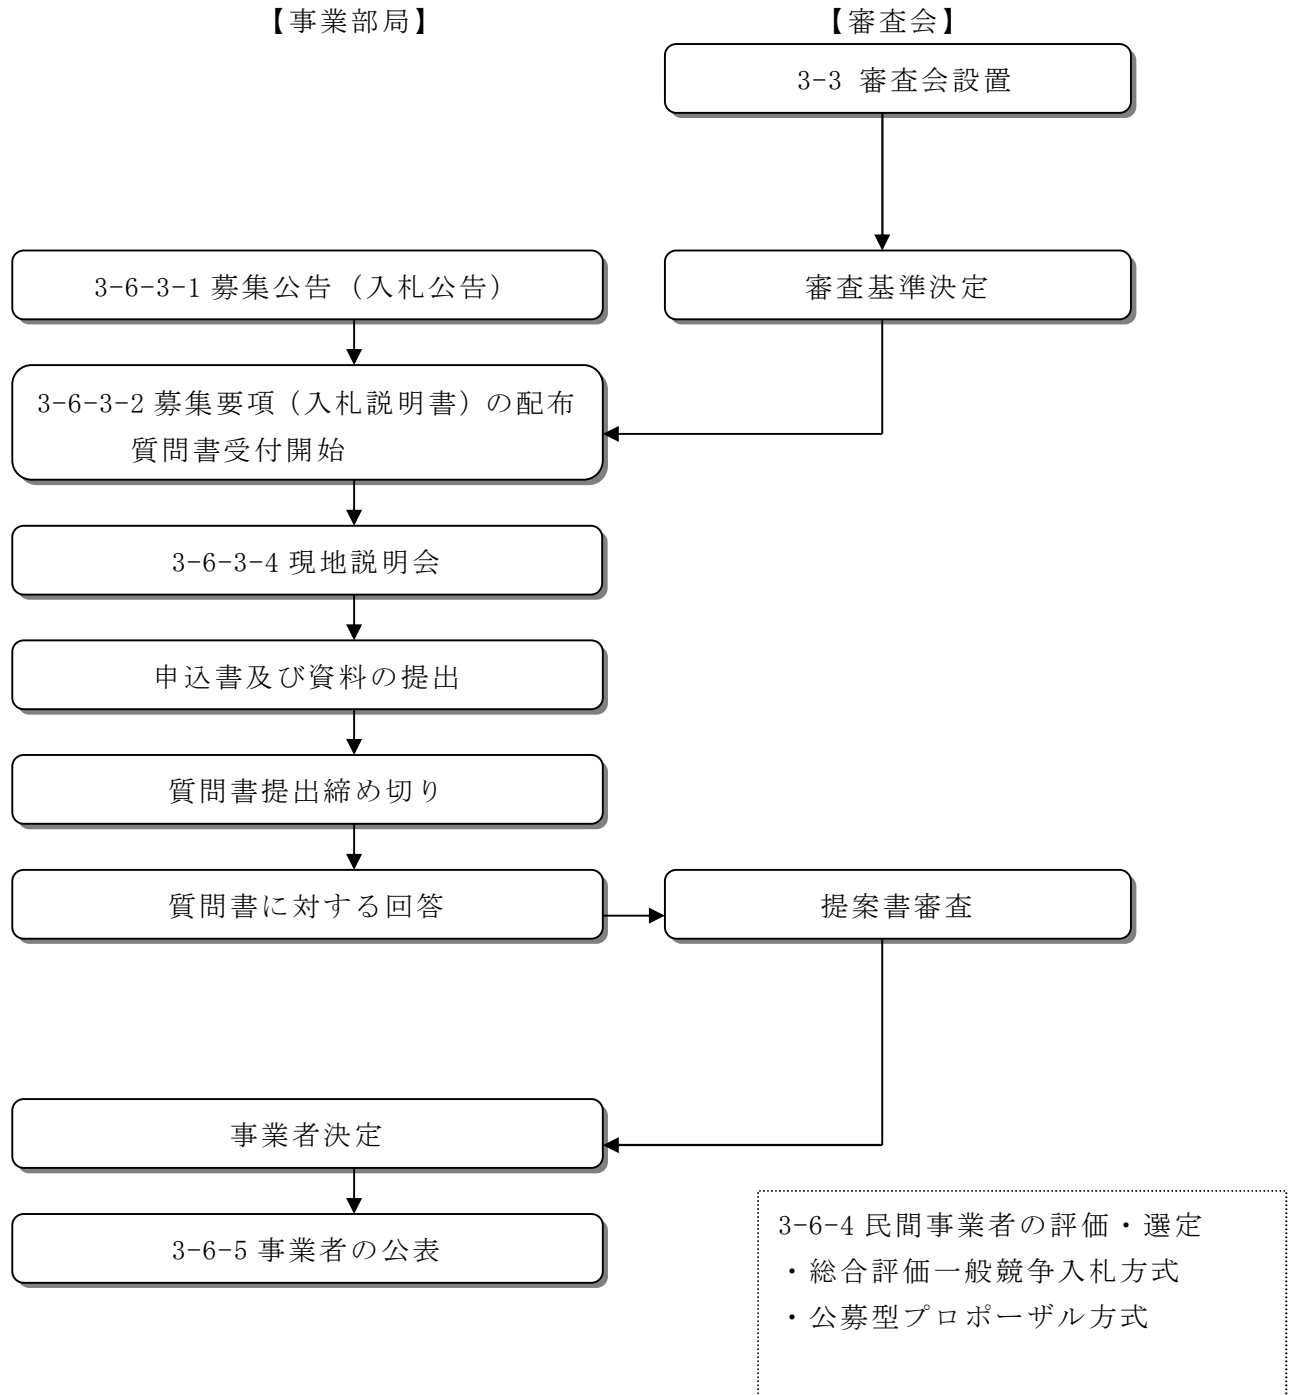 【事業部局】
【審査会】
3-3 審査会設置
3-6-3-1 募集公告（入札公告）
審査基準決定
3-6-3-2 募集要項（入札説明書）の配布
質問書受付開始
3-6-3-4 現地説明会
申込書及び資料の提出
質問書提出締め切り
質問書に対する回答
提案書審査
事業者決定
3-6-5 事業者の公表
3-6-4 民間事業者の評価・選定
・総合評価一般競争入札方式
・公募型プロポーザル方式